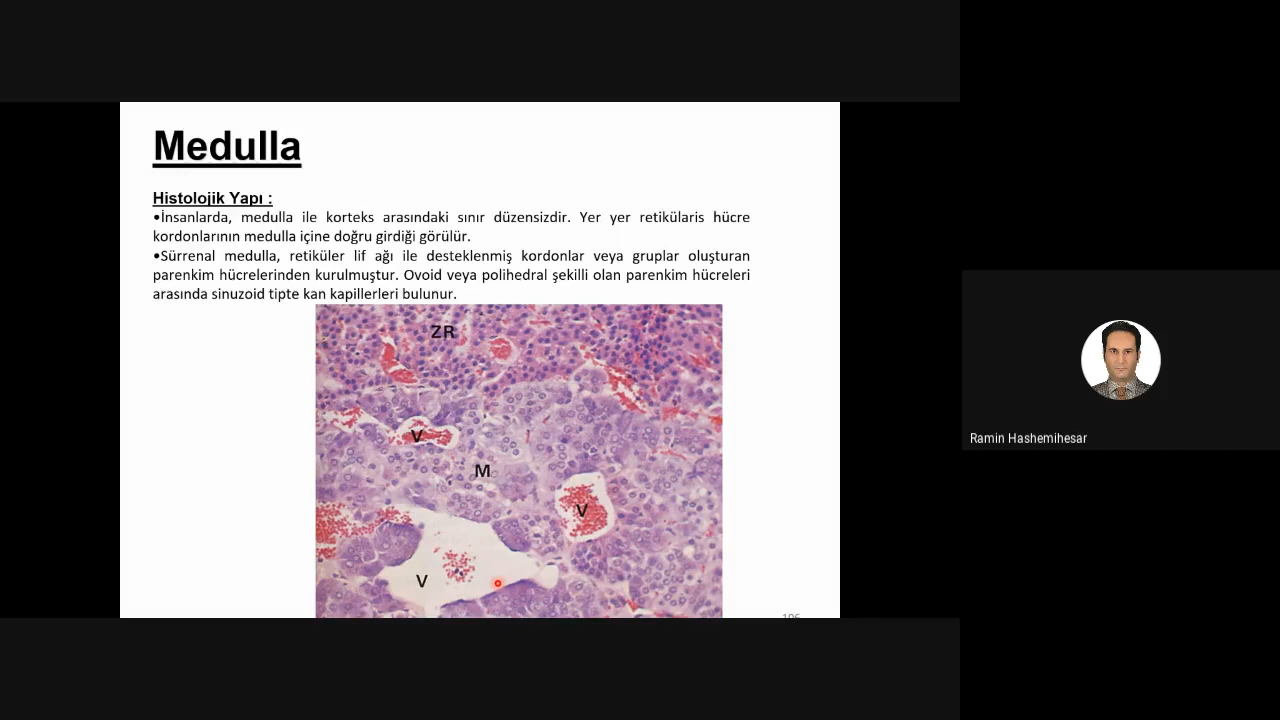 Medulla
Histolojik Yapı :
•İnsanlarda, medulla ile korteks arasındaki sınır düzensizdir. Yer yer retikülaris hücre
kordonlarının medulla içine doğru girdiği görülür.
•Sürrenal medulla, retiküler lif ağı ile desteklenmiş kordonlar veya gruplar oluşturan
parenkim hücrelerinden kurulmuştur. Ovoid veya polihedral şekilli olan parenkim hücreleri
arasında sinuzoid tipte kan kapillerleri bulunur.
ZR
V
M
V
V
Ramin Hashemihesar